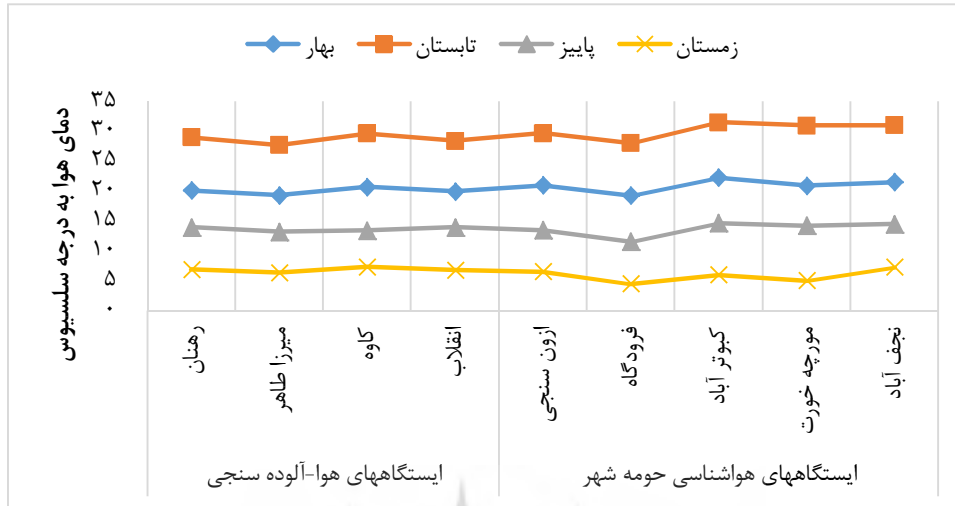 بهار تابستان پاییز زمستان
دمای هوا به درجه سلسیوس
۳۵
۳۰
۲۵
۲۰
۱۵
۱۰
۵
۰
رهنان
میرزا طاهر
کاوه
انقلاب
ازون سنجی
فرودگاه
کبوتر آباد
مورچه خورت
نجف آباد
ایستگاههای هوا-آلوده سنجی
ایستگاههای هواشناسی حومه شهر